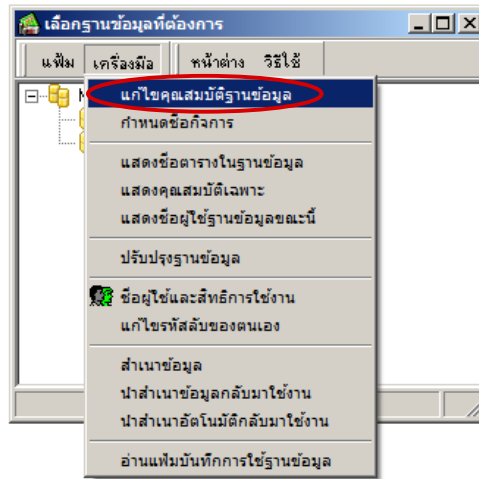 เลือกฐานข้อมูลที่ต้องการ
แฟ้ม เครื่องมือ หน้าต่าง วิธีใช้
แก้ไขคุณสมบัติฐานข้อมูล
กำหนดชื่อกิจการ
แสดงชื่อตารางในฐานข้อมูล
แสดงคุณสมบัติเฉพาะ
แสดงชื่อผู้ใช้ฐานข้อมูลขณะนี้
ปรับปรุงฐานข้อมูล
ชื่อผู้ใช้และสิทธิการใช้งาน
แก้ไขรหัสลับของตนเอง
สำเนาข้อมูล
นำสำเนาข้อมูลกลับมาใช้งาน
นำสำเนาอัตโนมัติกลับมาใช้งาน
อ่านแฟ้มบันทึกการใช้ฐานข้อมูล